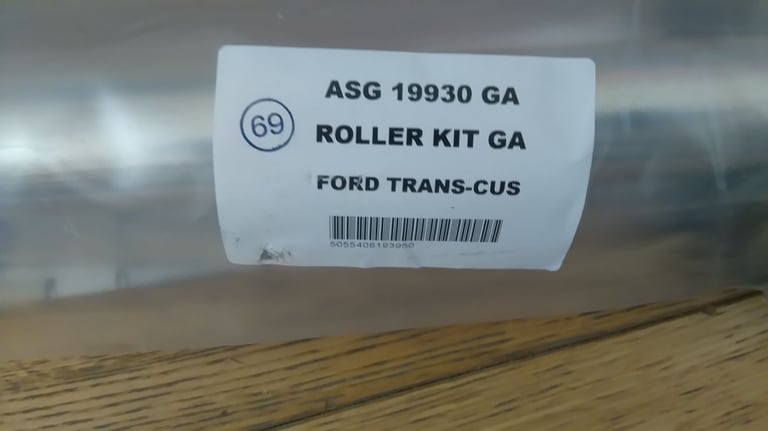 ASG 19930 GA
69
ROLLER KIT GA
FORD TRANS-CUS
5055406193950